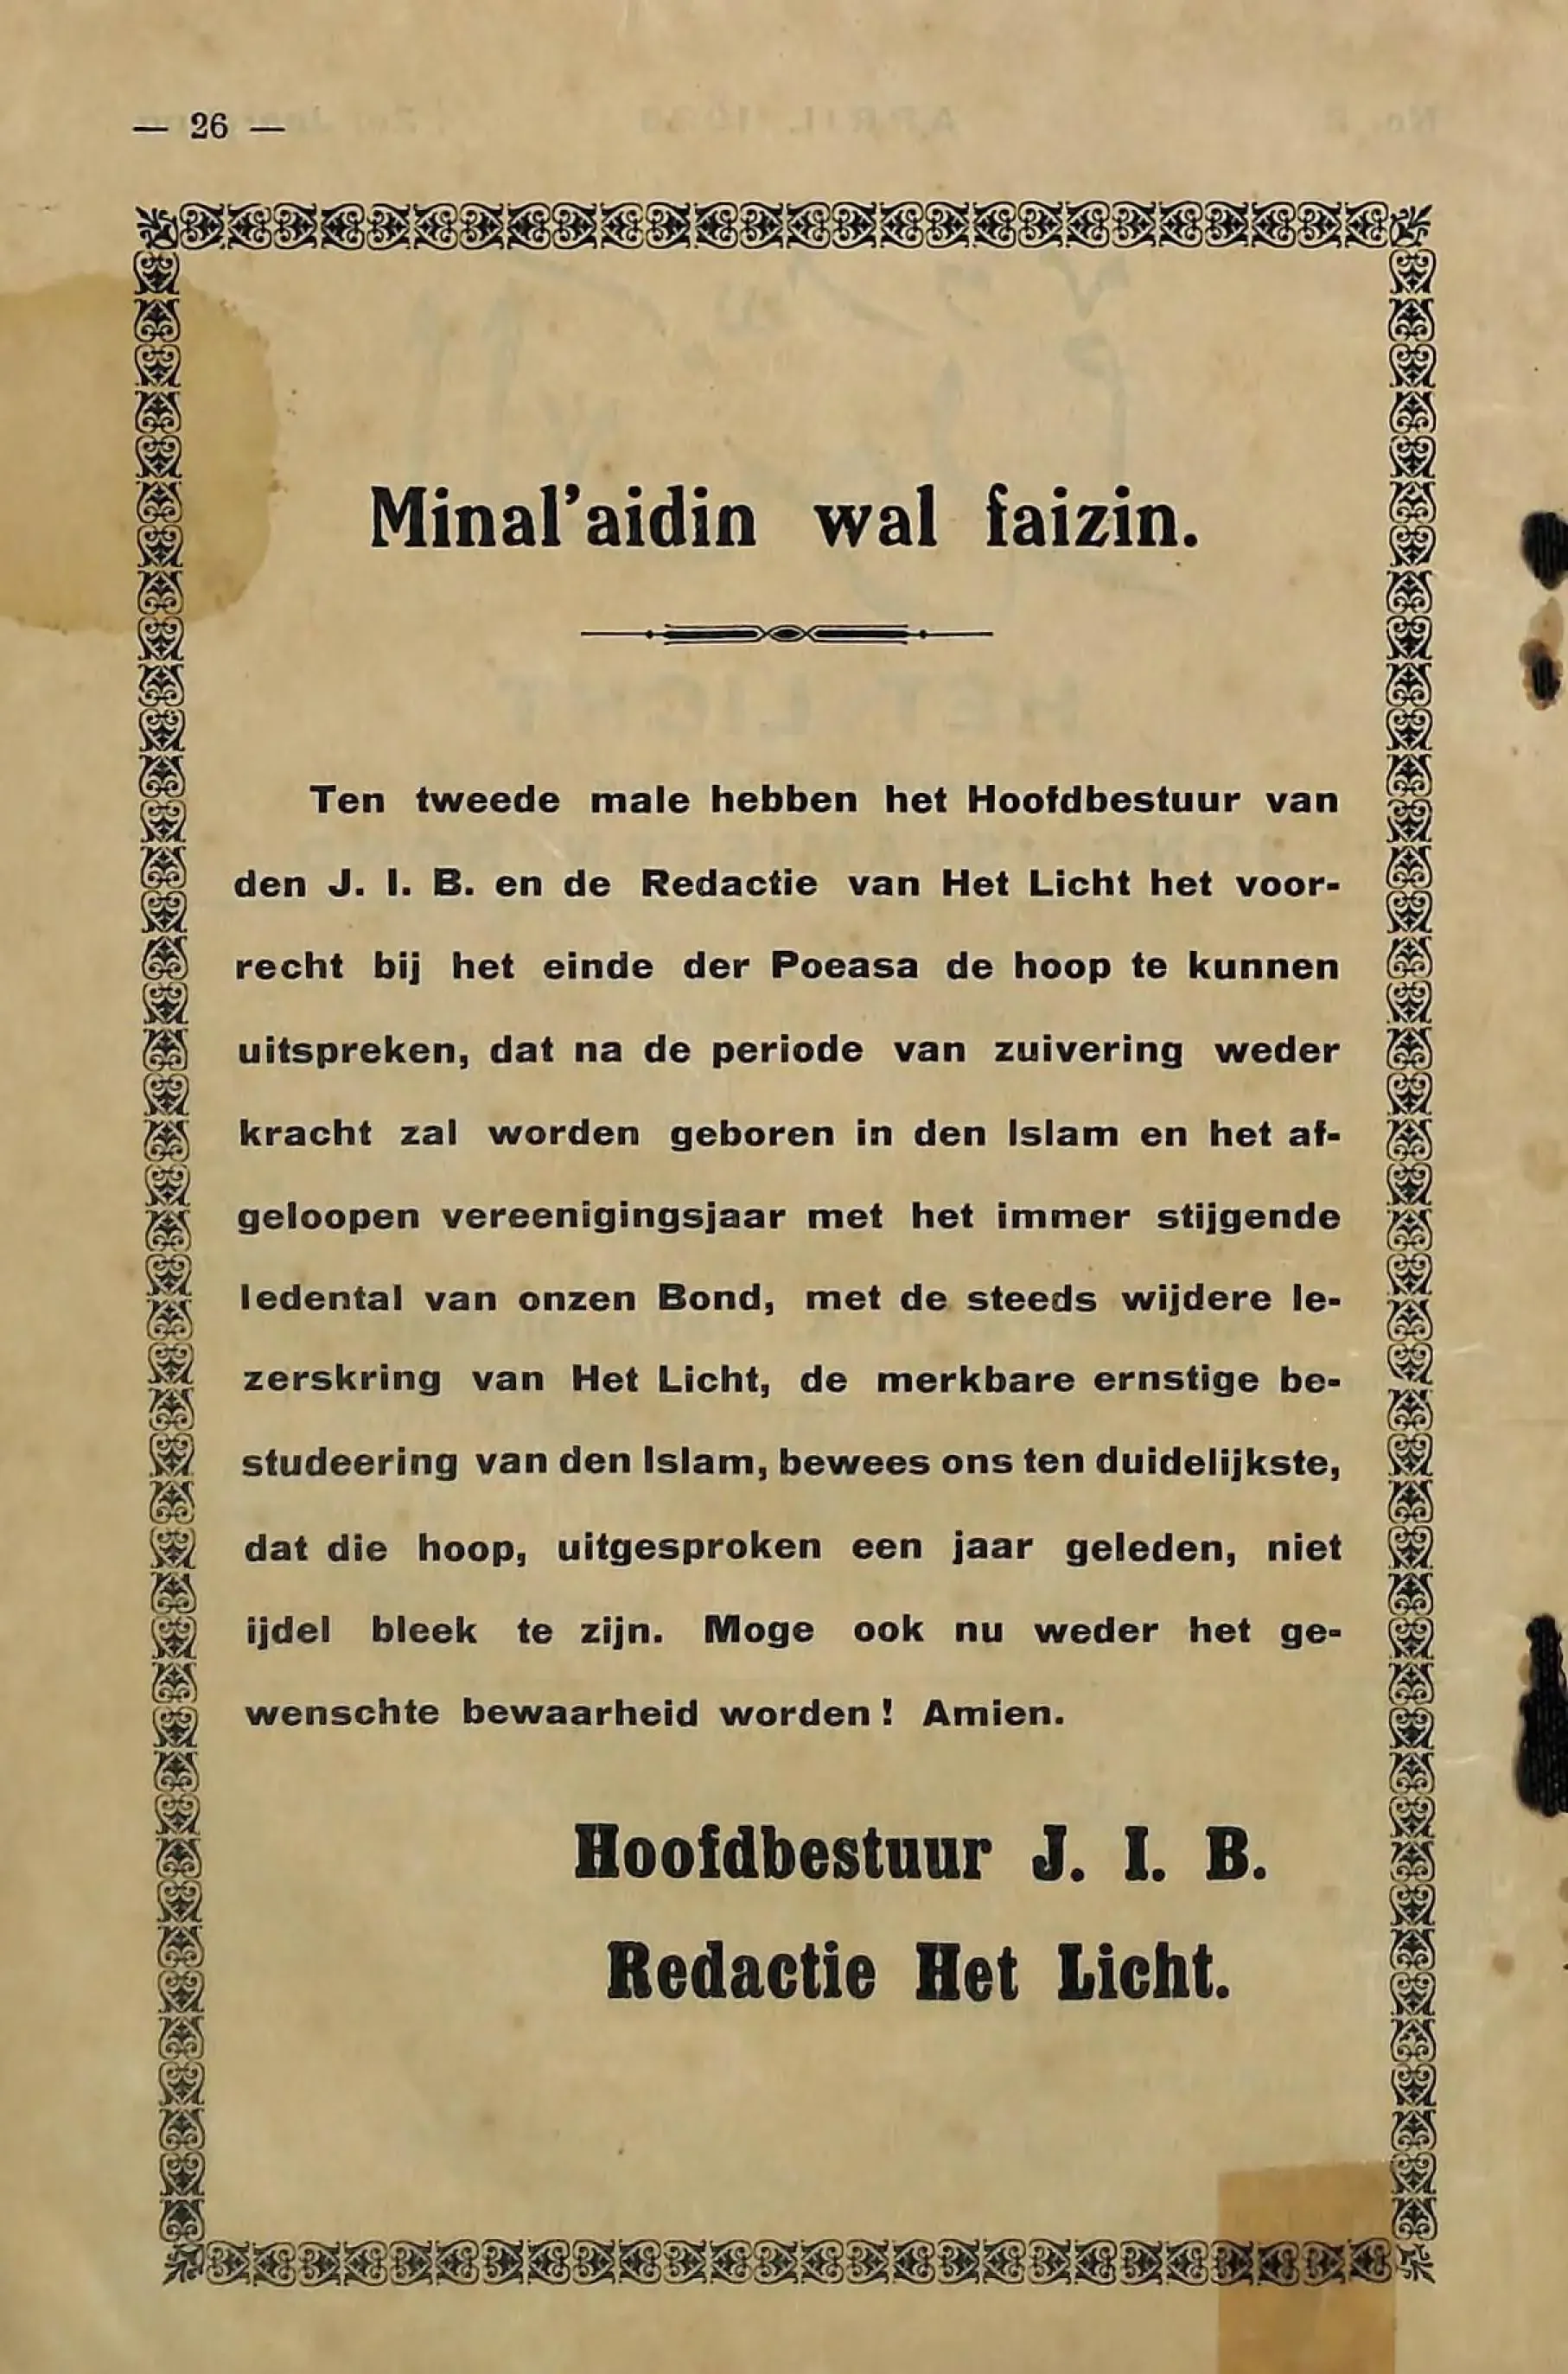 — 26 —
Minal’aidin wal faizin.
Ten tweede male hebben het Hoofdbestuur van
den J. I. B. en de Redactie van Het Licht het voor-
recht bij het einde der Poeasa de hoop te kunnen
uitspreken, dat na de periode van zuivering weder
kracht zal worden geboren in den Islam en het af-
geloopen vereenigingsjaar met het immer stijgende
ledental van onzen Bond, met de steeds wijdere le-
zerskring van Het Licht, de merkbare ernstige be-
studeering van den Islam, bewees ons ten duidelijkste,
dat die hoop, uitgesproken een jaar geleden, niet
ijdel bleek te zijn. Moge ook nu weder het ge-
wenschte bewaarheid worden! Amien.
Hoofdbestuur J. I. B.
Redactie Het Licht.